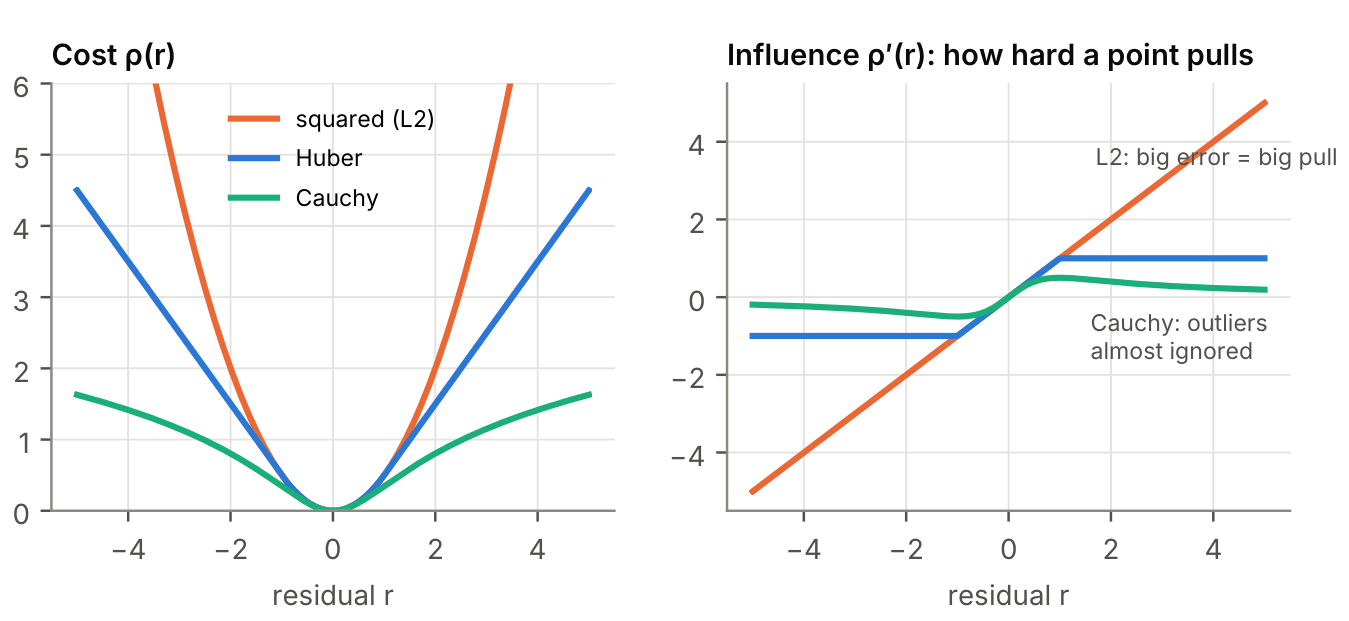 Cost ρ(r)
6
5
4
3
2
1
0
squared (L2)
Huber
Cauchy
−4 −2 0 2 4
residual r
Influence ρ′(r): how hard a point pulls
4
2
0
−2
−4
L2: big error = big pull
Cauchy: outliers
almost ignored
−4 −2 0 2 4
residual r